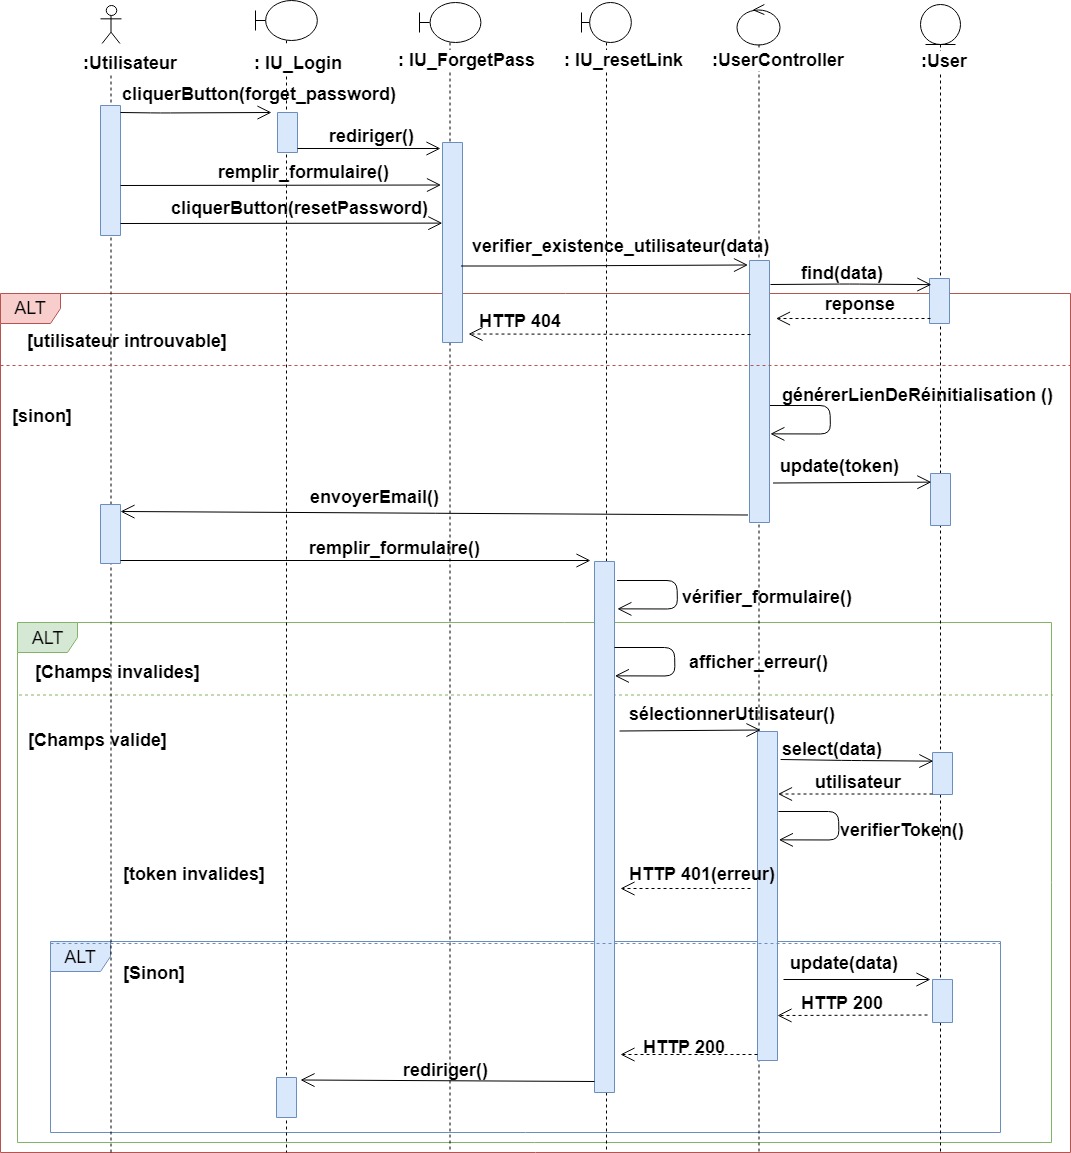 :Utilisateur
: IU_Login
: IU_ForgetPass
: IU_resetLink
:UserController
:User
cliquerButton(forget_password)
rediriger()
remplir_formulaire()
cliquerButton(resetPassword)
verifier_existence_utilisateur(data)
find(data)
ALT
reponse
HTTP 404
[utilisateur introuvable]
générerLienDeRéinitialisation ()
[sinon]
update(token)
envoyerEmail()
remplir_formulaire()
vérifier_formulaire()
ALT
[Champs invalides]
afficher_erreur()
sélectionnerUtilisateur()
[Champs valide]
select(data)
utilisateur
verifierToken()
[token invalides]
HTTP 401(erreur)
ALT
[Sinon]
update(data)
HTTP 200
HTTP 200
rediriger()